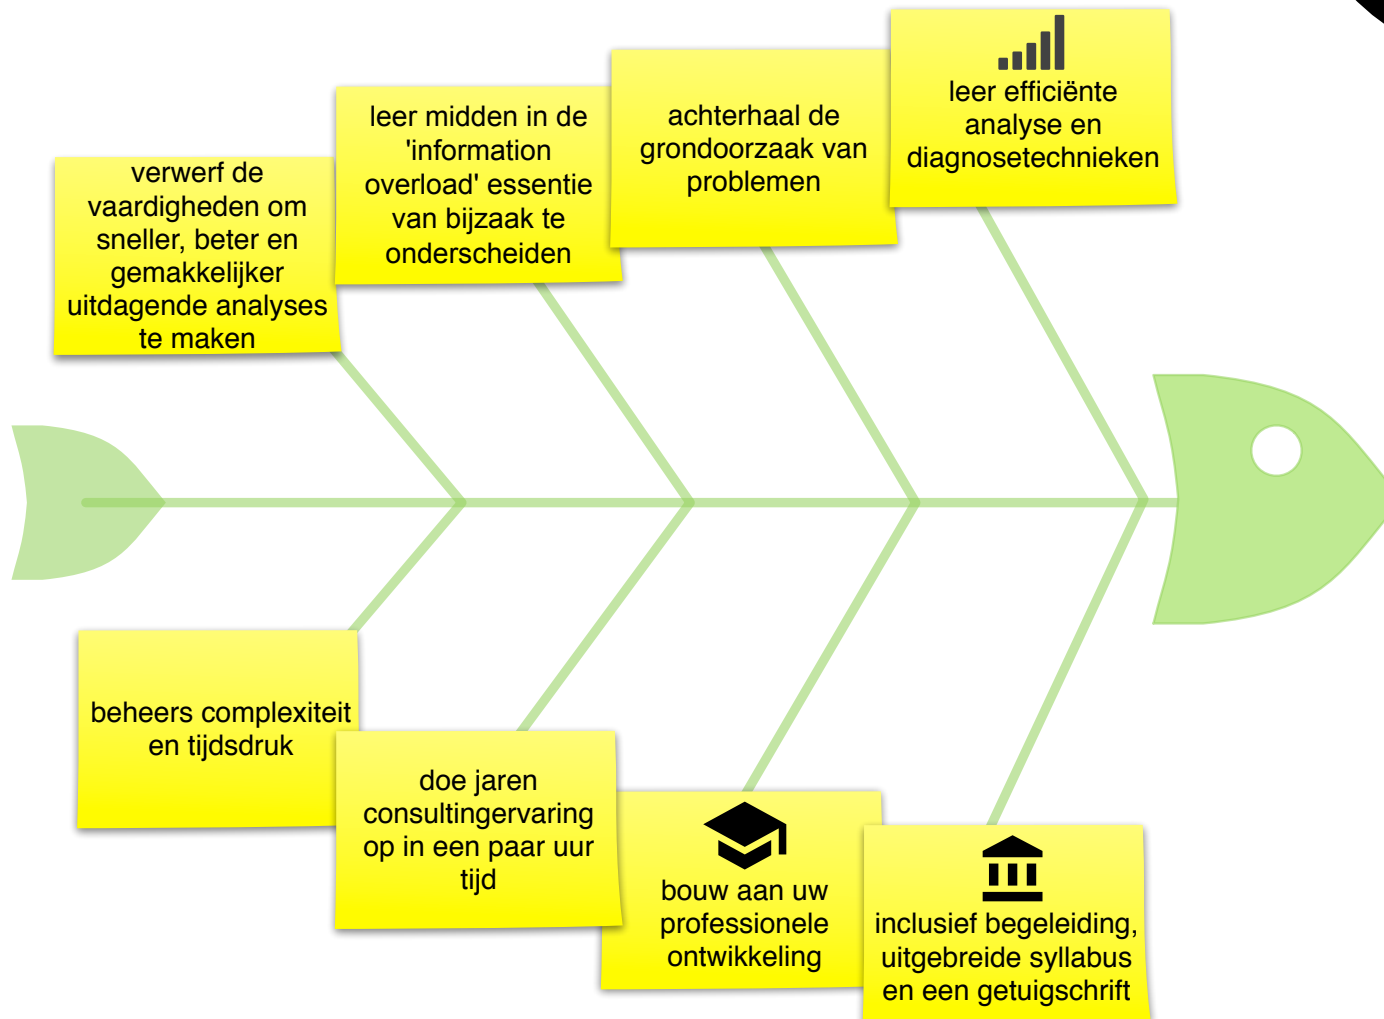 verwerf de
vaardigheden om
sneller, beter en
gemakkelijker
uitdagende analyses
te maken
leer midden in de
'information
overload' essentie
van bijzaak te
onderscheiden
achterhaal de
grondoorzaak van
problemen
leer efficiënte
analyse en
diagnosetechnieken
beheers complexiteit
en tijdsdruk
doe jaren
consultingervaring
op in een paar uur
tijd
bouw aan uw
professionele
ontwikkeling
inclusief begeleiding,
uitgebreide syllabus
en een getuigschrift